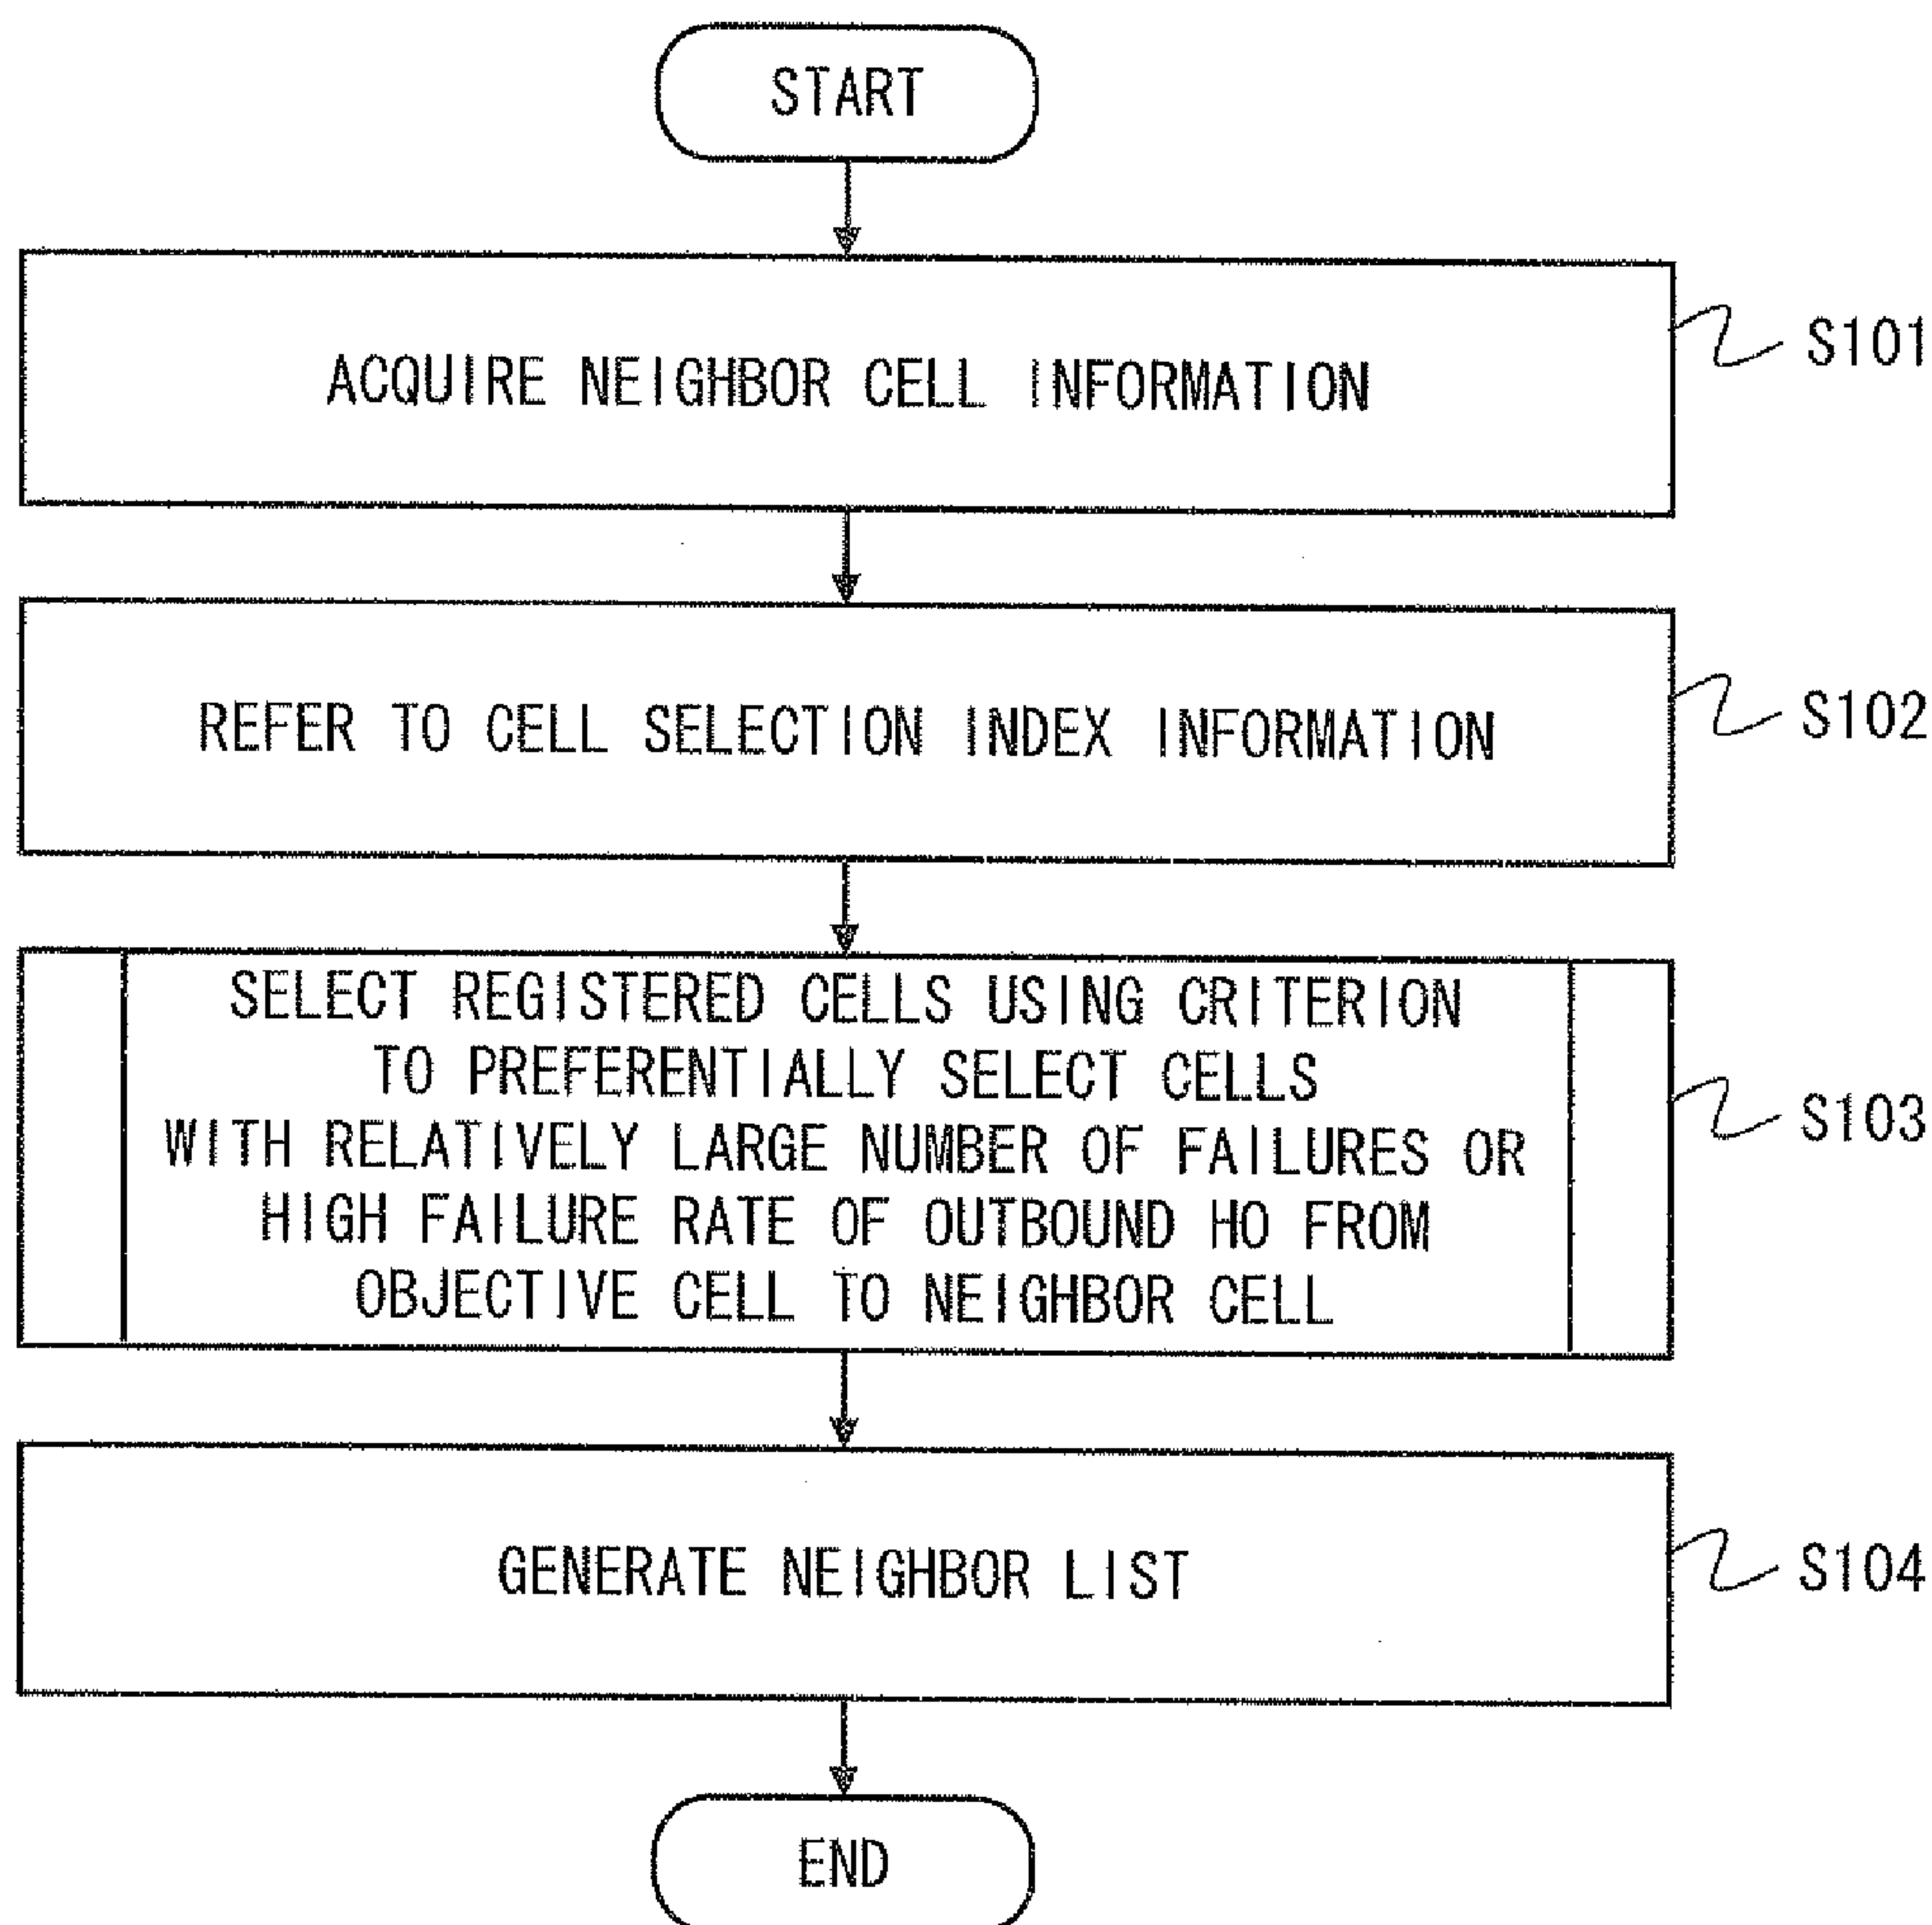 START
ACQUIRE NEIGHBOR CELL INFORMATION
S101
REFER TO CELL SELECTION INDEX INFORMATION
S102
SELECT REGISTERED CELLS USING CRITERION
TO PREFERENTIALLY SELECT CELLS
WITH RELATIVELY LARGE NUMBER OF FAILURES OR
HIGH FAILURE RATE OF OUTBOUND HO FROM
OBJECTIVE CELL TO NEIGHBOR CELL
S103
GENERATE NEIGHBOR LIST
S104
END